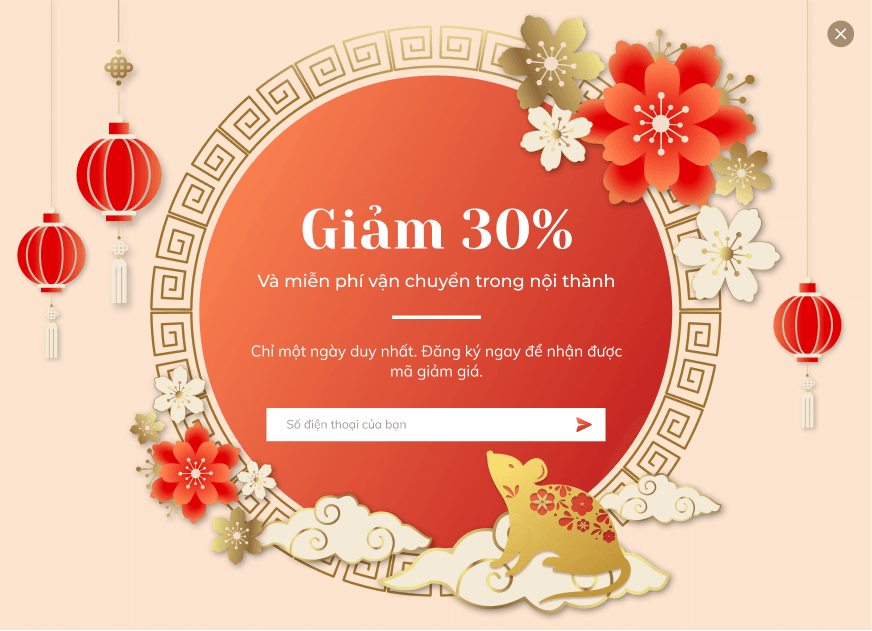 Giảm 30%
Và miễn phí vận chuyển trong nội thành
Chỉ một ngày duy nhất. Đăng ký ngay để nhận được
mã giảm giá.
Số điện thoại của bạn